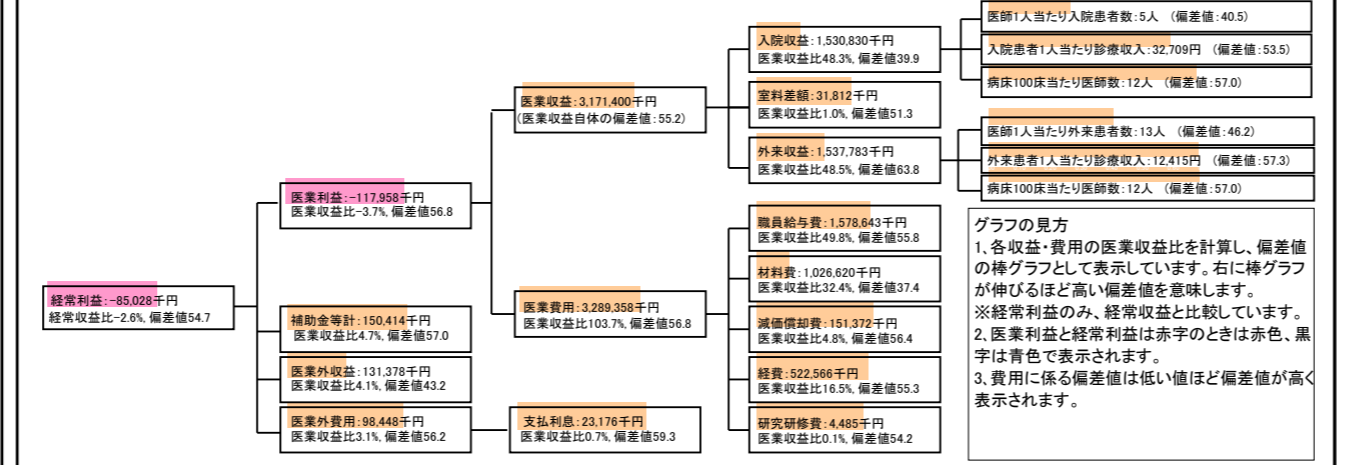 経常利益:-85,028千円
経常収比-2.6%, 偏差値54.7
医業利益:-117,958千円
医業収益比-3.7%, 偏差値56.8
補助金等計:150,414千円
医業収益比4.7%, 偏差値57.0
医業外収益:131,378千円
医業収益比4.1%, 偏差値43.2
医業外費用:98,448千円
医業収益比3.1%, 偏差値56.2
医業収益:3,171,400千円
(医業収益自体の偏差値:55.2)
医業費用:3,289,358千円
医業収益比103.7%, 偏差値56.8
支払利息:23,176千円
医業収益比0.7%, 偏差値59.3
入院収益:1,530,830千円
医業収益比48.3%, 偏差値39.9
室料差額:31,812千円
医業収益比1.0%, 偏差値51.3
外来収益:1,537,783千円
医業収益比48.5%, 偏差値63.8
職員給与費:1,578,643千円
医業収益比49.8%, 偏差値55.8
材料費:1,026,620千円
医業収益比32.4%, 偏差値37.4
減価償却費:151,372千円
医業収益比4.8%, 偏差値56.4
経費:522,566千円
医業収益比16.5%, 偏差値55.3
研究研修費:4,485千円
医業収益比0.1%, 偏差値54.2
医師1人当たり入院患者数:5人 (偏差値:40.5)
入院患者1人当たり診療収入:32,709円 (偏差値:53.5)
病床100床当たり医師数:12人 (偏差値:57.0)
医師1人当たり外来患者数:13人 (偏差値:46.2)
外来患者1人当たり診療収入:12,415円 (偏差値:57.3)
病床100床当たり医師数:12人 (偏差値:57.0)
グラフの見方
1、各収益・費用の医業収益比を計算し、偏差値
の棒グラフとして表示しています。右に棒グラフ
が伸びるほど高い偏差値を意味します。
※経常利益のみ、経常収益と比較しています。
2、医業利益と経常利益は赤字のときは赤色、黒
字は青色で表示されます。
3、費用に係る偏差値は低い値ほど偏差値が高く
表示されます。